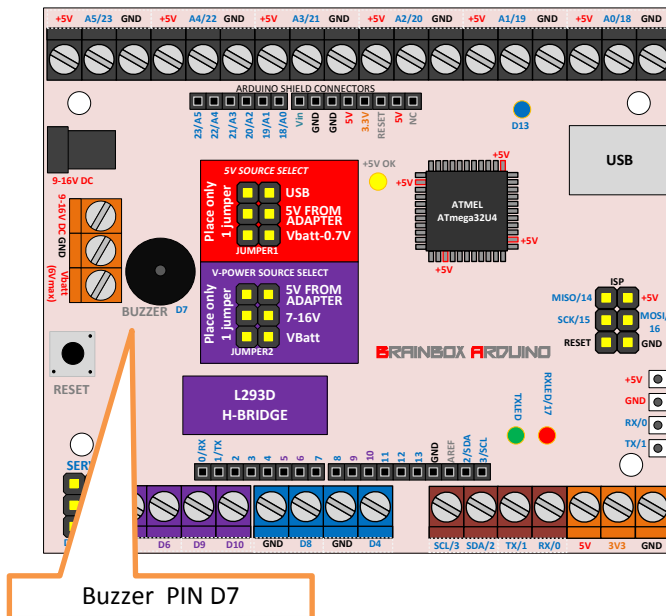 +5V A5/23 GND +5V A4/22 GND +5V A3/21 GND +5V A2/20 GND +5V A1/19 GND +5V A0/18 GND
ARDUINO SHIELD CONNECTORS
23/A5 22/A4 21/A3 20/A2 19/A1 18/A0 Vin GND GND 5V 3.3V RESET 5V NC
D13
9-16V DC
5V SOURCE SELECT
Place only
1 jumper
USB
5V FROM
ADAPTER
Vbatt-0.7V
JUMPER1
+5V OK
+5V
+5V
+5V
+5V
ATMEL
ATmega32U4
USB
9-16V DC GND
Vbatt
(6Vmax)
BUZZER D7
V-POWER SOURCE SELECT
Place only
1 jumper
5V FROM
ADAPTER
7-16V
VBatt
JUMPER2
ISP
MISO/14 +5V
SCK/15 MOSI/
16
RESET GND
BRAINBOX ARDUINO
RESET
L293D
H-BRIDGE
TXLED RXLED/17
+5V
GND
RX/0
TX/1
0/RX 1/TX 2 3 4 5 6 7 8 9 10 11 12 13 GND AREF 2/SDA 3/SCL
SER
D
D6 D9 D10 GND D8 GND D4 SCL/3 SDA/2 TX/1 RX/0 5V 3V3 GND
Buzzer PIN D7